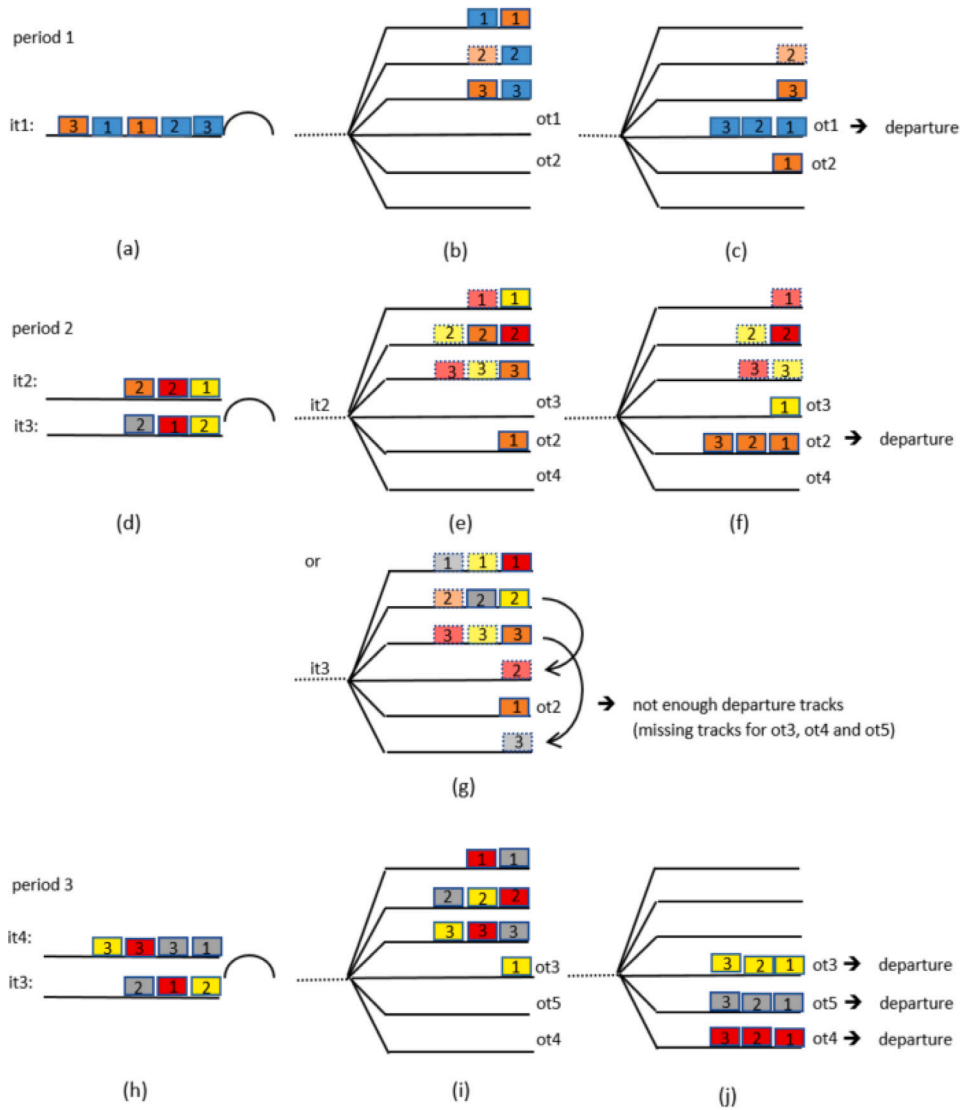 1 1
period 1
2 2
2
3 3
3
ot1
it1:
3 1 1 2 3
3 2 1
ot1 ➔ departure
ot2
1
ot2
(a)
(b)
(c)
1 1
1
period 2
2 2 2
2 2
it2:
2 2 1
3 3 3
3 3
it3:
2 1 2
it2
ot3
1
ot3
1
ot2
3 2 1
ot2 ➔ departure
ot4
ot4
(d)
(e)
(f)
or
1 1 1
2 2 2
3 3 3
it3
2
1
ot2
➔ not enough departure tracks
(missing tracks for ot3, ot4 and ot5)
3
(g)
1 1
period 3
2 2 2
it4:
3 3 3 1
3 3 3
it3:
2 1 2
1
ot3
3 2 1
ot3 ➔ departure
ot5
3 2 1
ot5 ➔ departure
ot4
3 2 1
ot4 ➔ departure
(h)
(i)
(j)